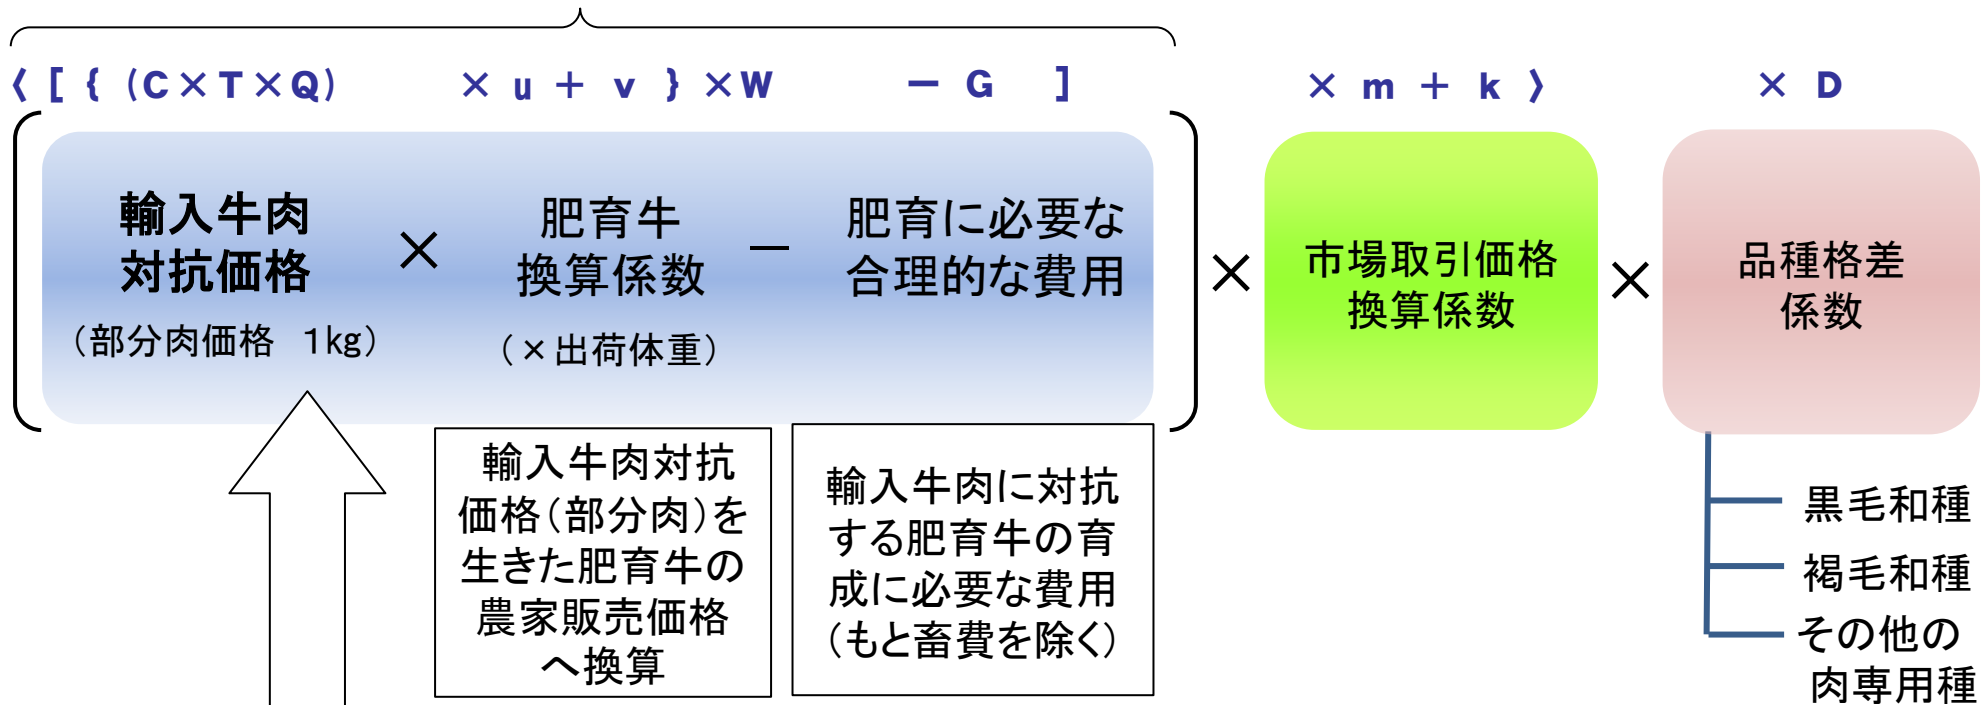 〈 [ { (C×T×Q) × u + v } ×W － G ] × m + k 〉 × D
輸入牛肉
対抗価格
（部分肉価格　1kg）
×
肥育牛
換算係数
（×出荷体重）
－
肥育に必要な
合理的な費用
×
市場取引価格
換算係数
×
品種格差
係数
輸入牛肉対抗
価格（部分肉）を
生きた肥育牛の
農家販売価格
へ換算
輸入牛肉に対抗
する肥育牛の育
成に必要な費用
（もと畜費を除く）
黒毛和種
褐毛和種
その他の
肉専用種